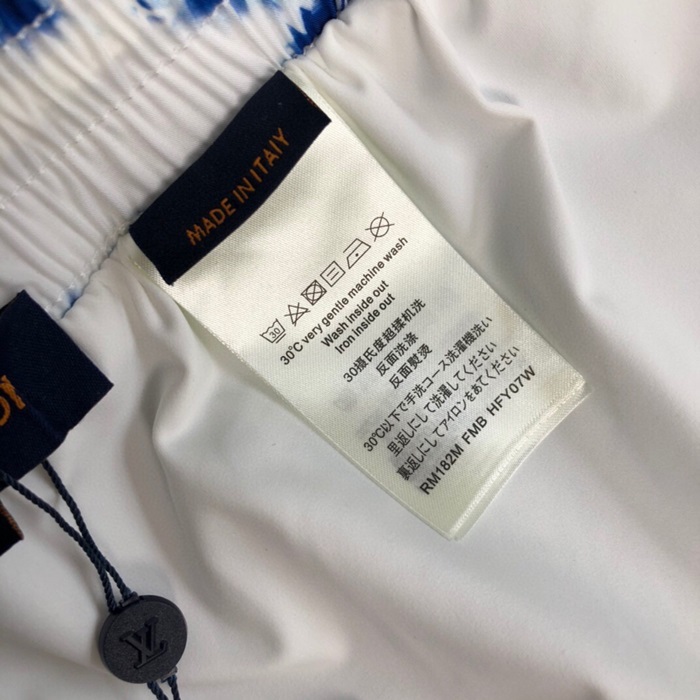 MADE IN ITAIY
30
30℃ very gentle machine wash
Wash inside out
Iron inside out
30摄氏度超揉机洗
反面洗涤
反面熨烫
30℃以下で手洗コース洗濯機洗い
里返しにして洗濯してください
裏返しにしてアイロンをあてください
RM182M FMB HFY07W
LV